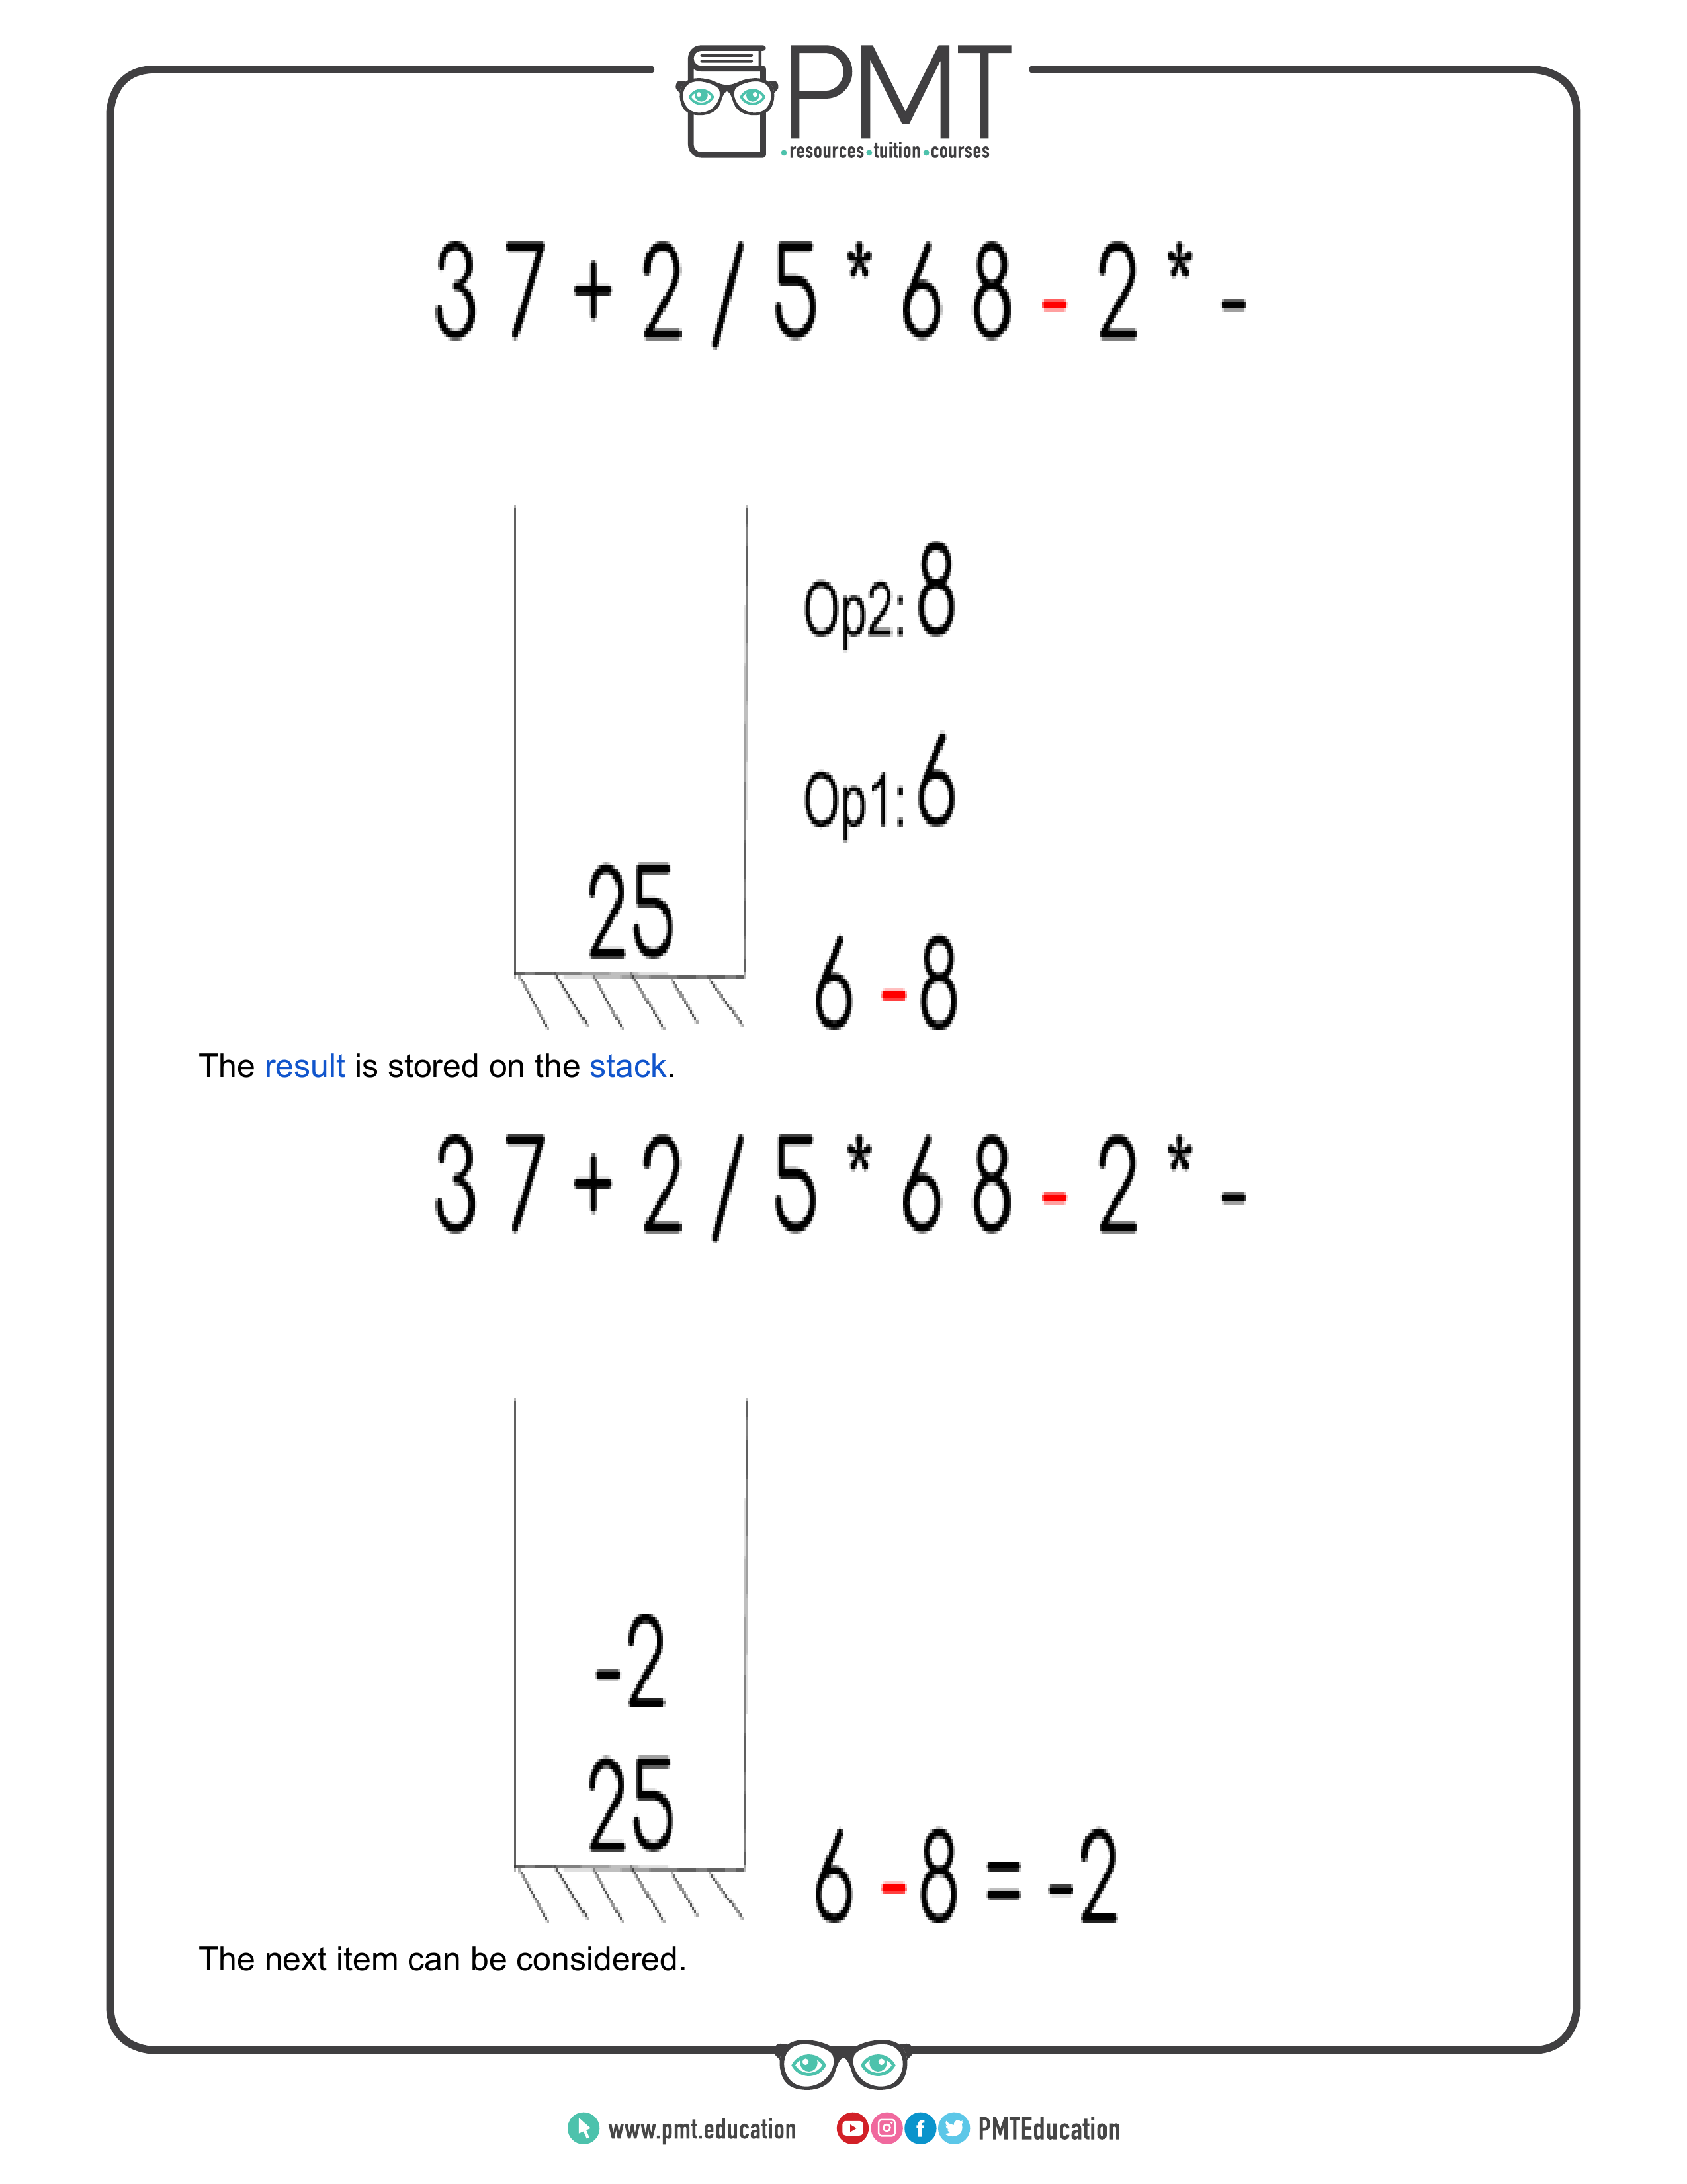 PMT
•resources•tuition•courses
3 7 + 2 / 5 * 6 8 - 2 * -
Op2: 8
Op1: 6
25
6 - 8
The result is stored on the stack.
3 7 + 2 / 5 * 6 8 - 2 * -
-2
25
6 - 8 = -2
The next item can be considered.
www.pmt.education
PMTEducation